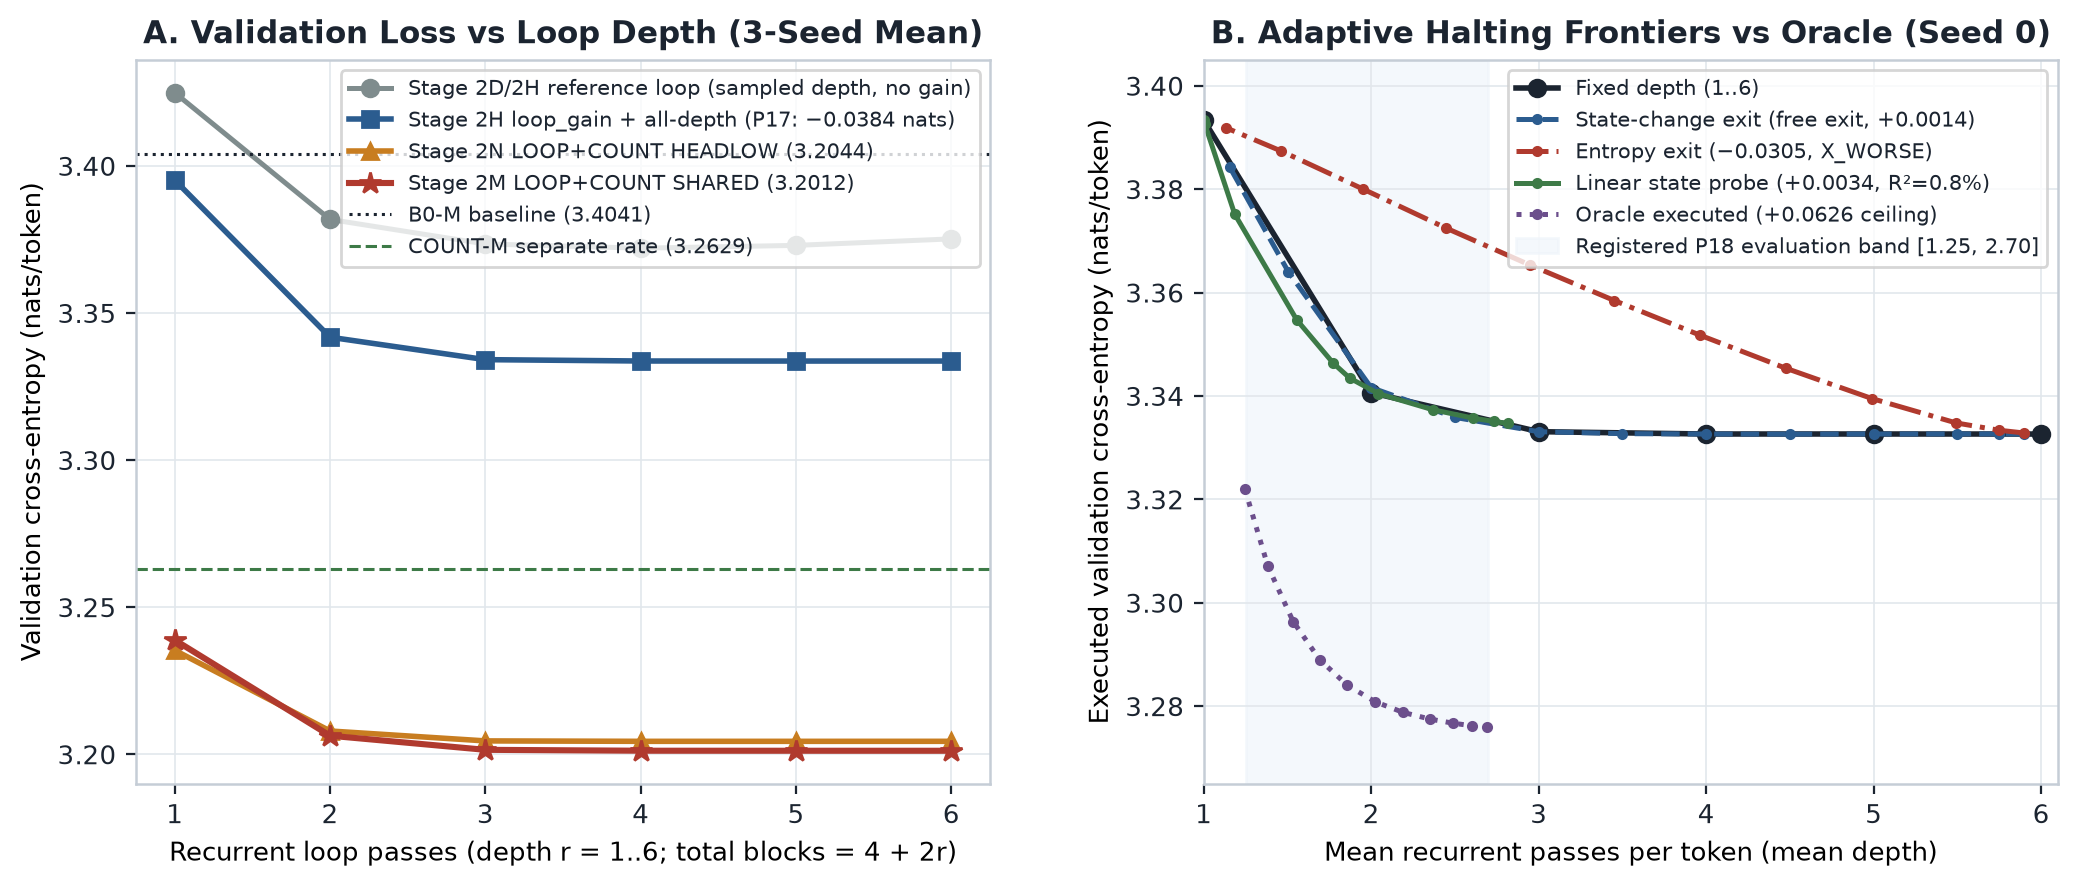 A. Validation Loss vs Loop Depth (3-Seed Mean)
Validation cross-entropy (nats/token)
3.40
3.35
3.30
3.25
3.20
Stage 2D/2H reference loop (sampled depth, no gain)
Stage 2H loop_gain + all-depth (P17: −0.0384 nats)
Stage 2N LOOP+COUNT HEADLOW (3.2044)
Stage 2M LOOP+COUNT SHARED (3.2012)
B0-M baseline (3.4041)
COUNT-M separate rate (3.2629)
1 2 3 4 5 6
Recurrent loop passes (depth r = 1..6; total blocks = 4 + 2r)
B. Adaptive Halting Frontiers vs Oracle (Seed 0)
Executed validation cross-entropy (nats/token)
3.40
3.38
3.36
3.34
3.32
3.30
3.28
Fixed depth (1..6)
State-change exit (free exit, +0.0014)
Entropy exit (−0.0305, X_WORSE)
Linear state probe (+0.0034, R²=0.8%)
Oracle executed (+0.0626 ceiling)
Registered P18 evaluation band [1.25, 2.70]
1 2 3 4 5 6
Mean recurrent passes per token (mean depth)